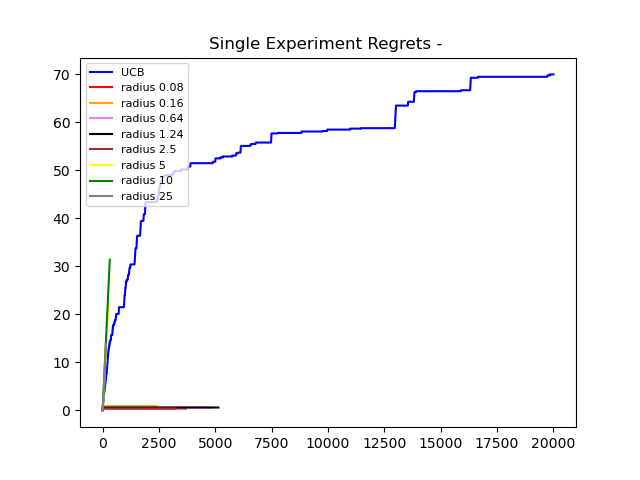 Single Experiment Regrets -
UCB
radius 0.08
radius 0.16
radius 0.64
radius 1.24
radius 2.5
radius 5
radius 10
radius 25
70
60
50
40
30
20
10
0
0 2500 5000 7500 10000 12500 15000 17500 20000